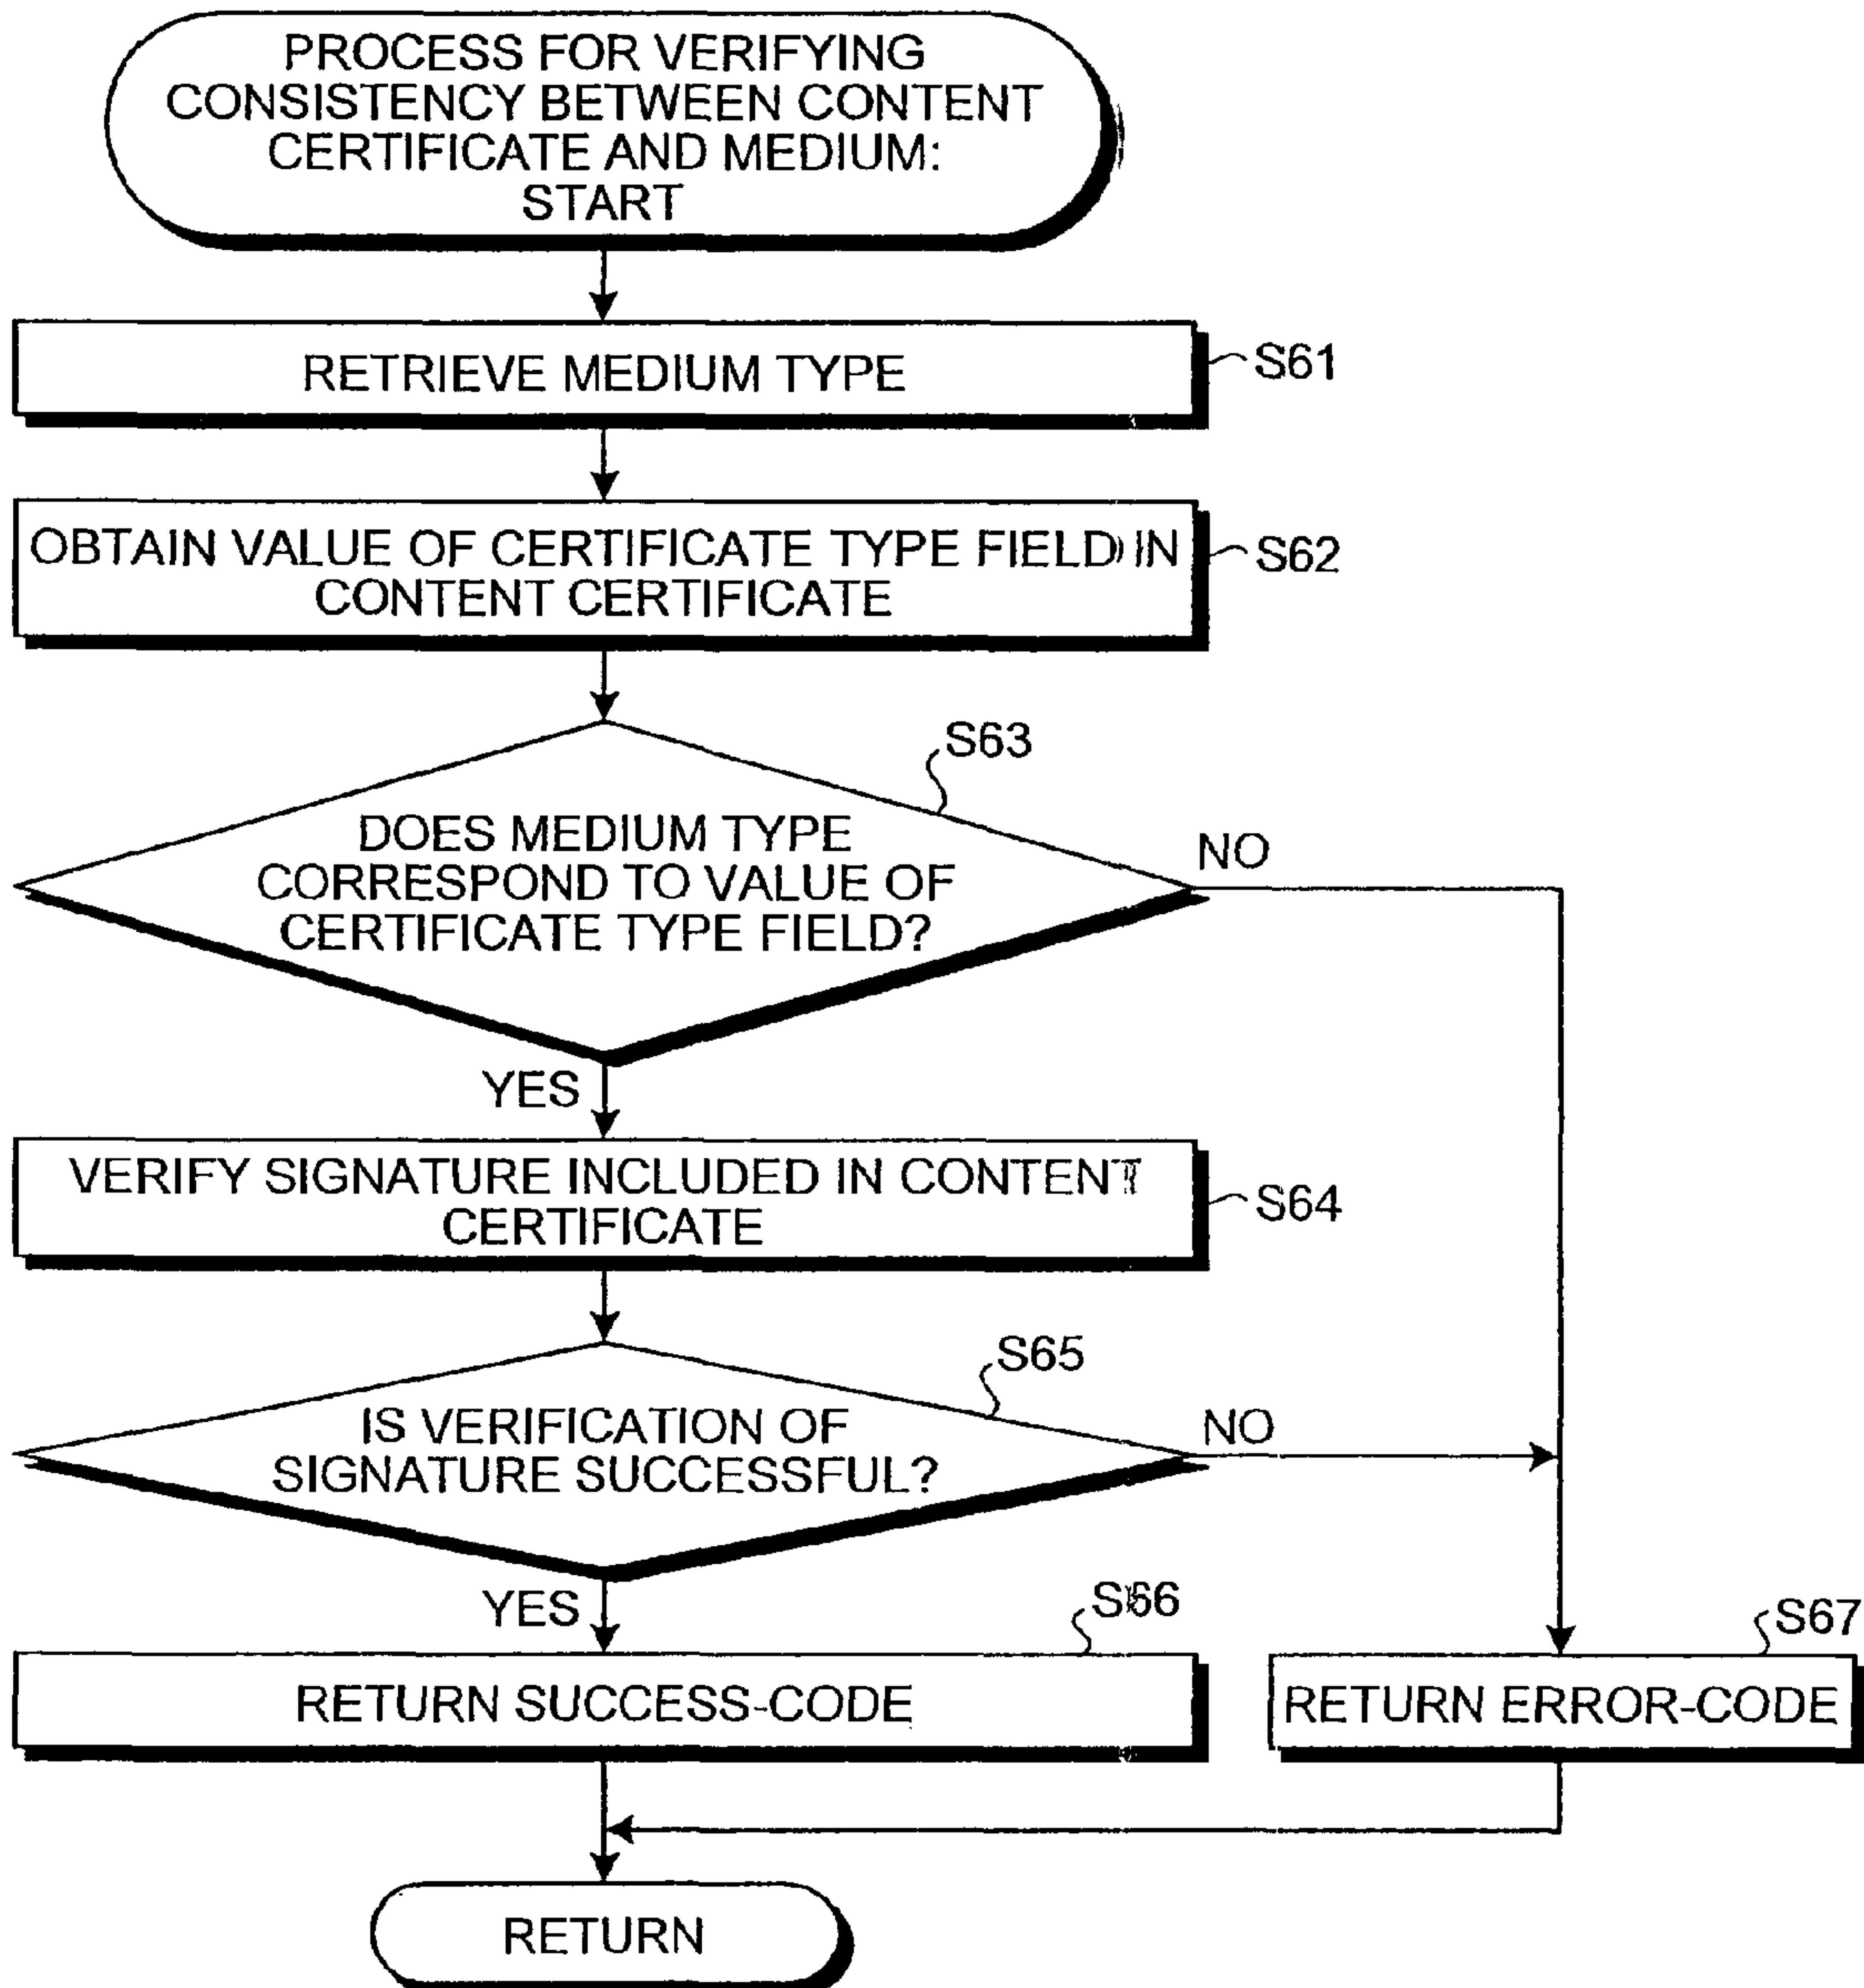 PROCESS FOR VERIFYING
CONSISTENCY BETWEEN CONTENT
CERTIFICATE AND MEDIUM:
START
RETRIEVE MEDIUM TYPE
S61
OBTAIN VALUE OF CERTIFICATE TYPE FIELD IN
CONTENT CERTIFICATE
S62
S63
DOES MEDIUM TYPE
CORRESPOND TO VALUE OF
CERTIFICATE TYPE FIELD?
NO
YES
VERIFY SIGNATURE INCLUDED IN CONTENT
CERTIFICATE
S64
S65
IS VERIFICATION OF
SIGNATURE SUCCESSFUL?
NO
YES
S66
S67
RETURN SUCCESS-CODE
RETURN ERROR-CODE
RETURN